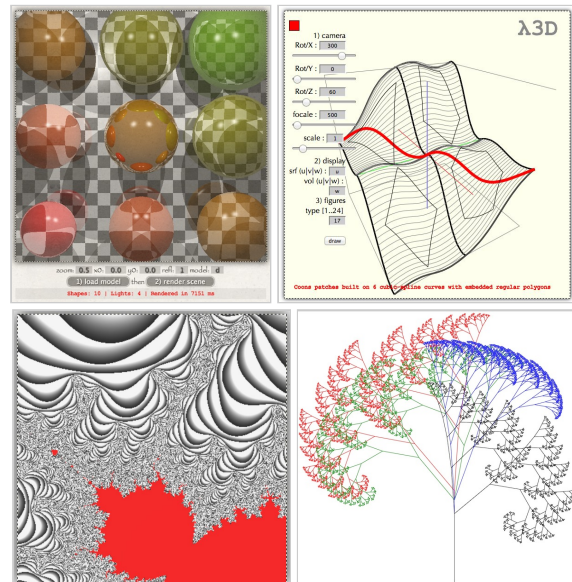 zoom: 0.5 x0: 0.0 y0: 0.0 refl: 1 model: d
1) load model then 2) render scene
Shapes: 10 | Lights: 4 | Rendered in 7151 ms
λ3D
1) camera
Rot/X : 300
Rot/Y : 0
Rot/Z : 60
focale : 500
scale : 1
2) display
srf (u|v|w) : u
vol (u|v|w) :
w
3) figures
type [1..24]
17
draw
Coons patches built on 6 cubic-spline curves with embedded regular polygons